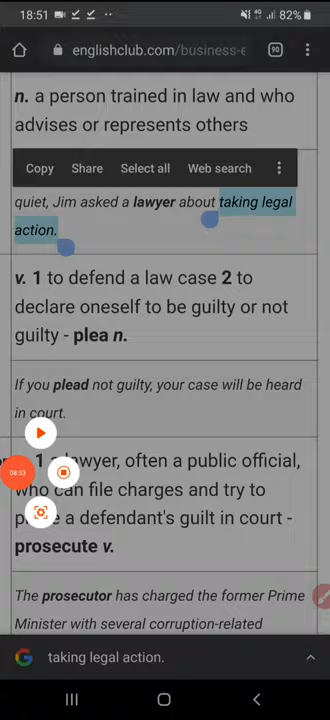 18:51
82%
englishclub.com/business-e
90
n. a person trained in law and who
advises or represents others
Copy Share Select all Web search
quiet, Jim asked a lawyer about taking legal
action.
v. 1 to defend a law case 2 to
declare oneself to be guilty or not
guilty - plea n.
If you plead not guilty, your case will be heard
in court.
1 a lawyer, often a public official,
08:53
who can file charges and try to
a defendant's guilt in court -
prosecute v.
The prosecutor has charged the former Prime
Minister with several corruption-related
taking legal action.